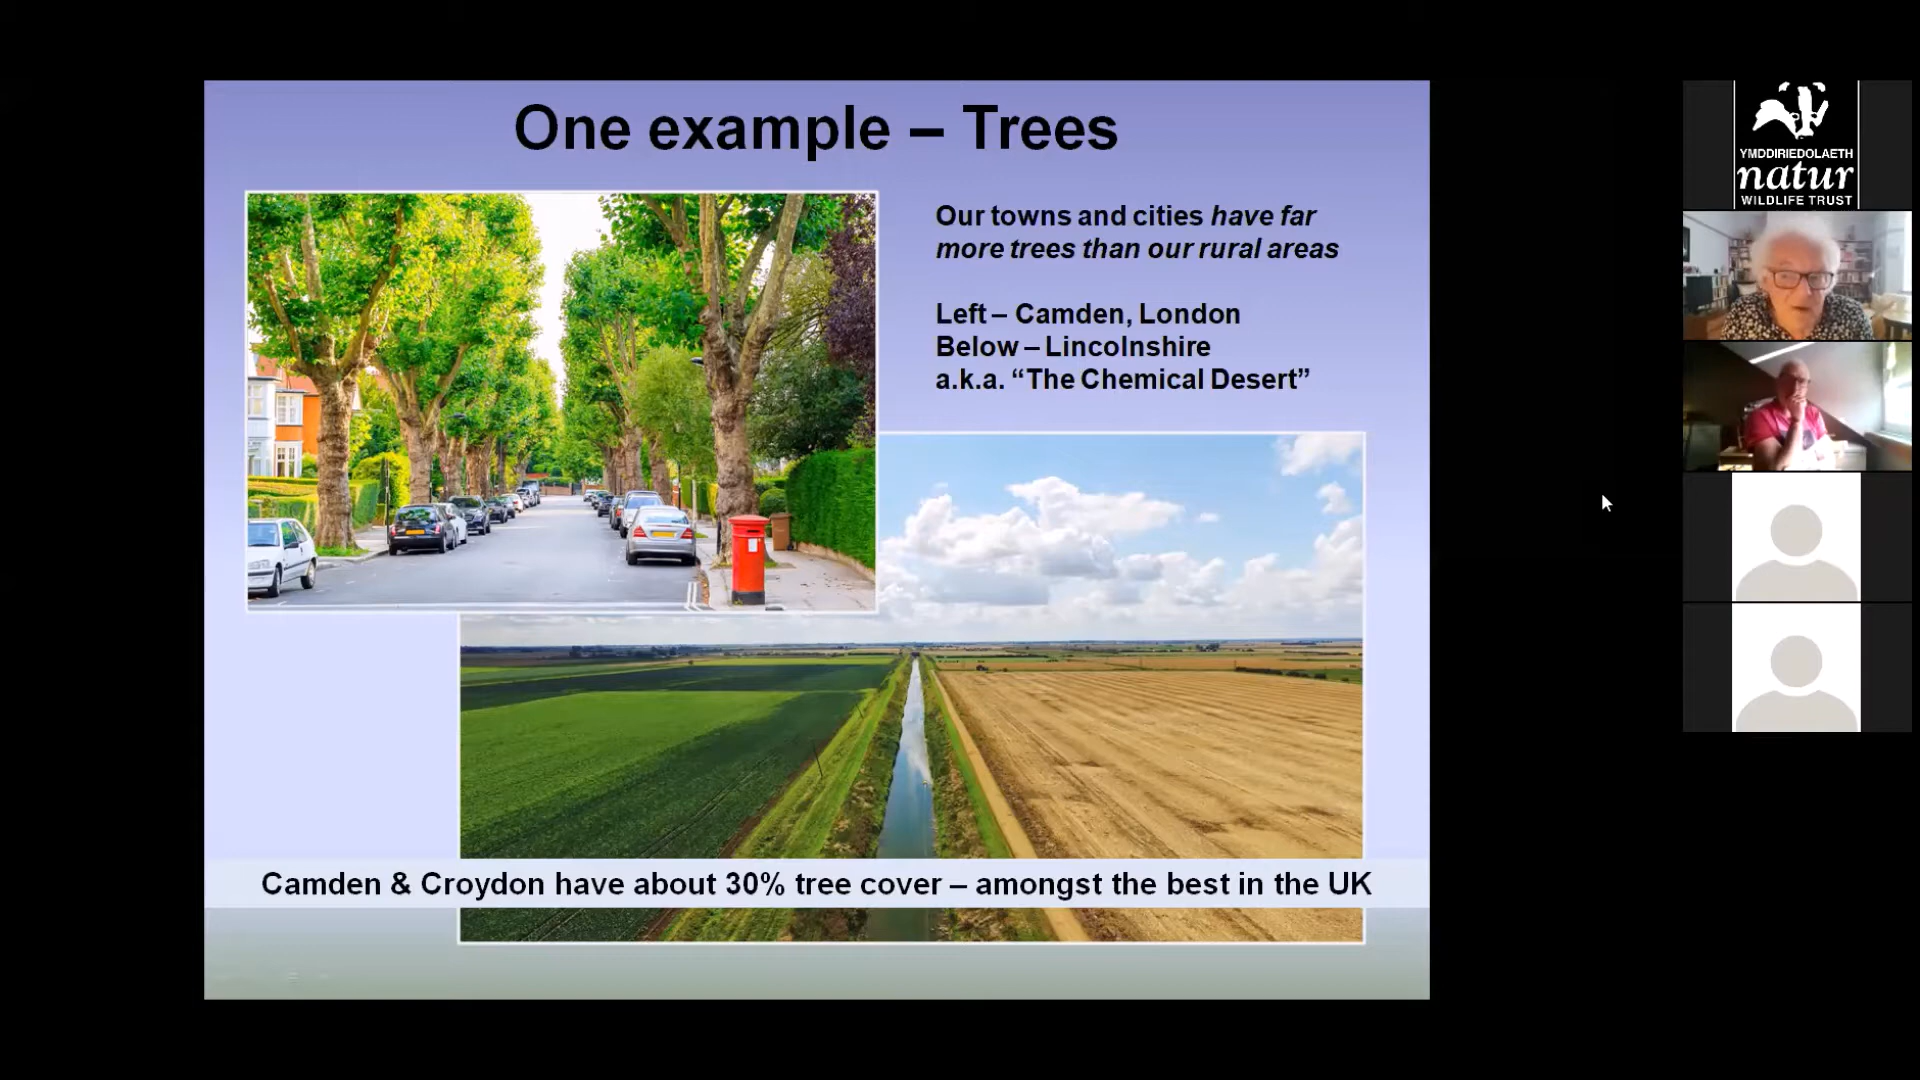 One example – Trees
Our towns and cities have far
more trees than our rural areas
Left – Camden, London
Below – Lincolnshire
a.k.a. “The Chemical Desert”
Camden & Croydon have about 30% tree cover – amongst the best in the UK
YMDDIRIEDOLAETH
natur
WILDLIFE TRUST